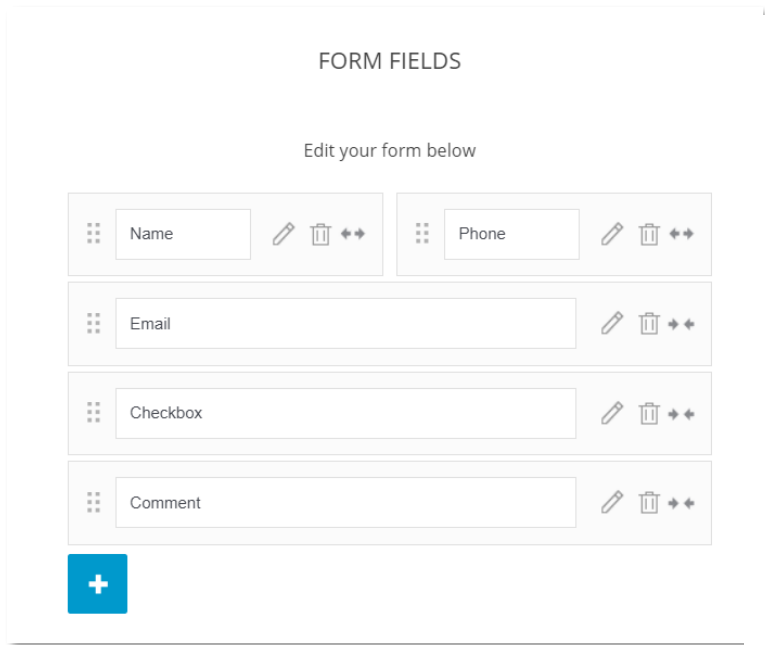 FORM FIELDS
Edit your form below
Name
Phone
Email
Checkbox
Comment